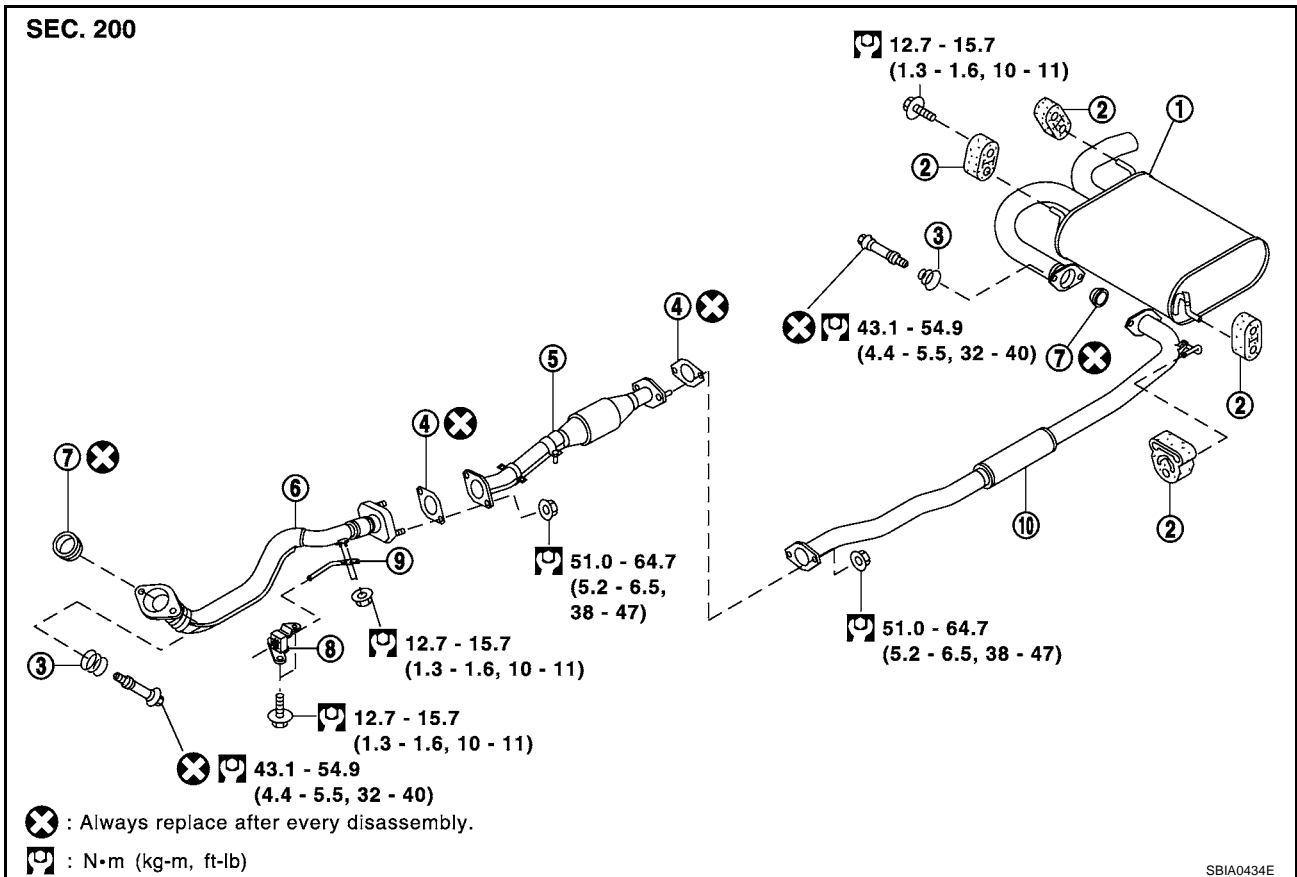 SEC. 200
12.7 - 15.7
(1.3 - 1.6, 10 - 11)
2
1
2
3
43.1 - 54.9
(4.4 - 5.5, 32 - 40)
7
2
4
5
4
7
6
2
10
9
51.0 - 64.7
(5.2 - 6.5,
38 - 47)
51.0 - 64.7
(5.2 - 6.5, 38 - 47)
8
12.7 - 15.7
(1.3 - 1.6, 10 - 11)
3
12.7 - 15.7
(1.3 - 1.6, 10 - 11)
43.1 - 54.9
(4.4 - 5.5, 32 - 40)
: Always replace after every disassembly.
: N•m (kg-m, ft-lb)
SBIA0434E